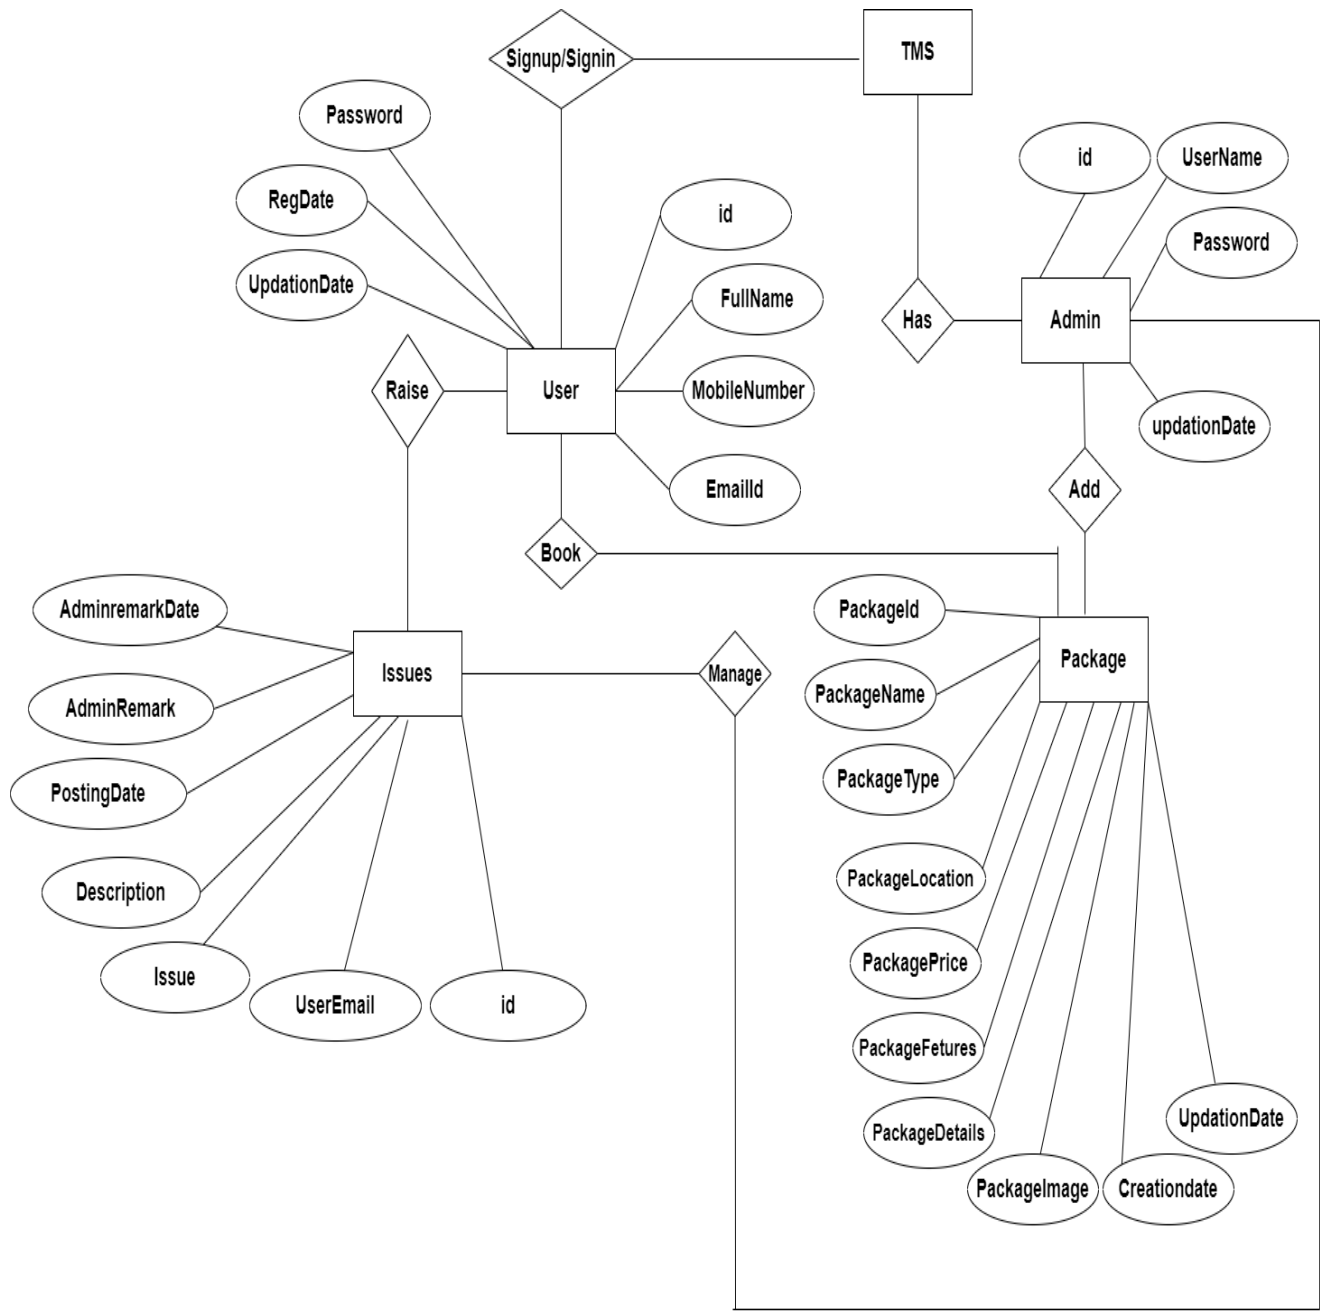 TMS
Signup/Signin
Password
id
UserName
RegDate
id
Password
UpdationDate
FullName
Has
Admin
Raise
User
MobileNumber
updationDate
EmailId
Add
Book
AdminremarkDate
PackageId
Issues
Manage
Package
AdminRemark
PackageName
PostingDate
PackageType
Description
PackageLocation
Issue
PackagePrice
UserEmail
id
PackageFetures
PackageDetails
UpdationDate
PackageImage
Creationdate